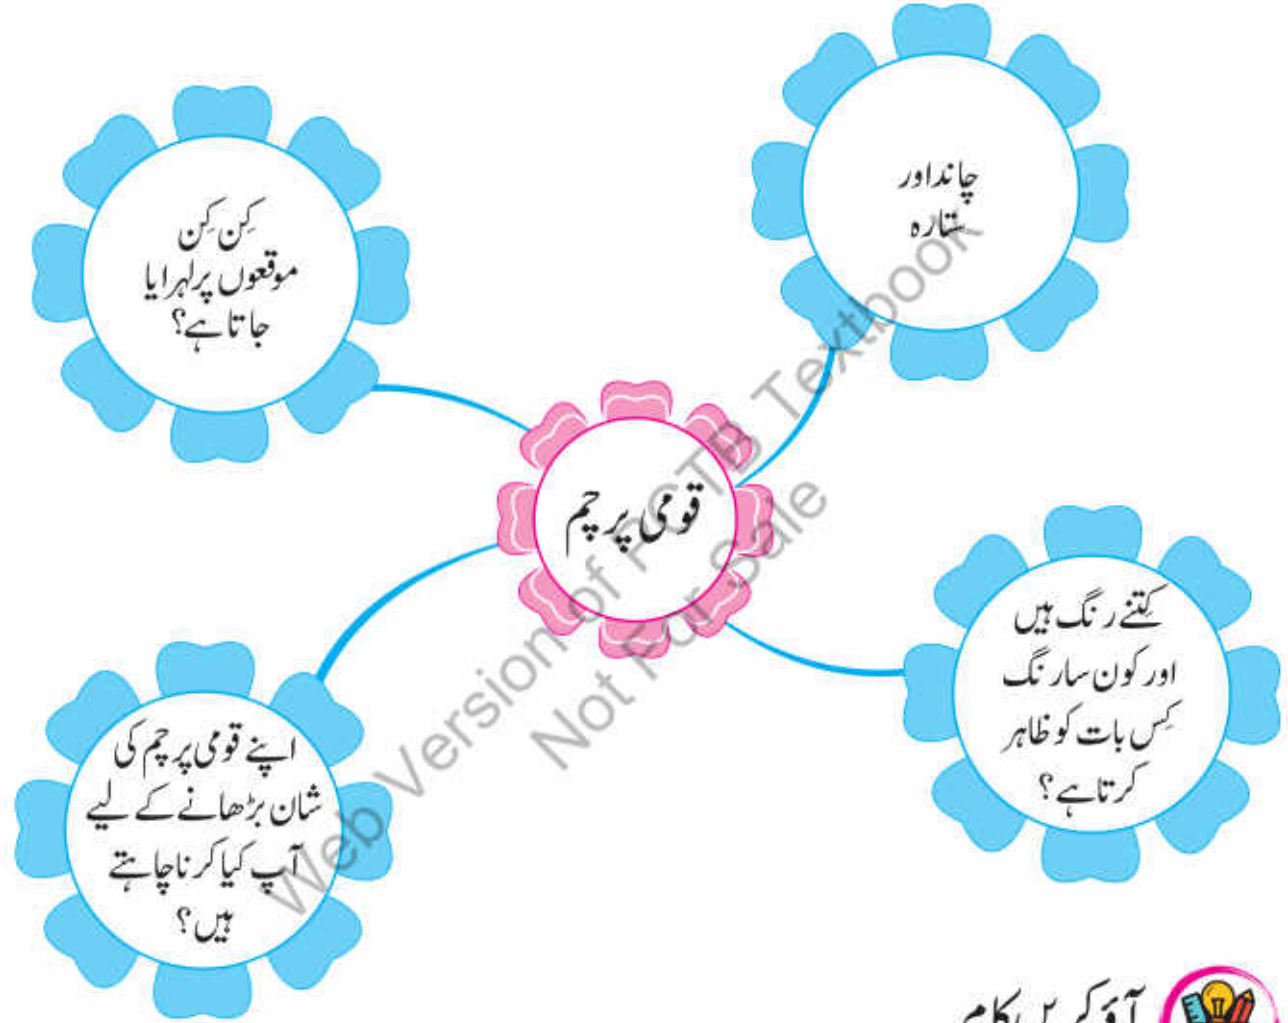 چاند اور
ستارہ
کِن کِن
موقعوں پر لہرایا
جاتا ہے؟
قومی پرچم
کِتنے رنگ ہیں
اور کون سا رنگ
کِس بات کو ظاہر
کرتا ہے؟
اپنے قومی پرچم کی
شان بڑھانے کے لیے
آپ کیا کرنا چاہتے
ہیں؟
آؤ کریں کام
Web Version of PCTB Textbook
Not For Sale